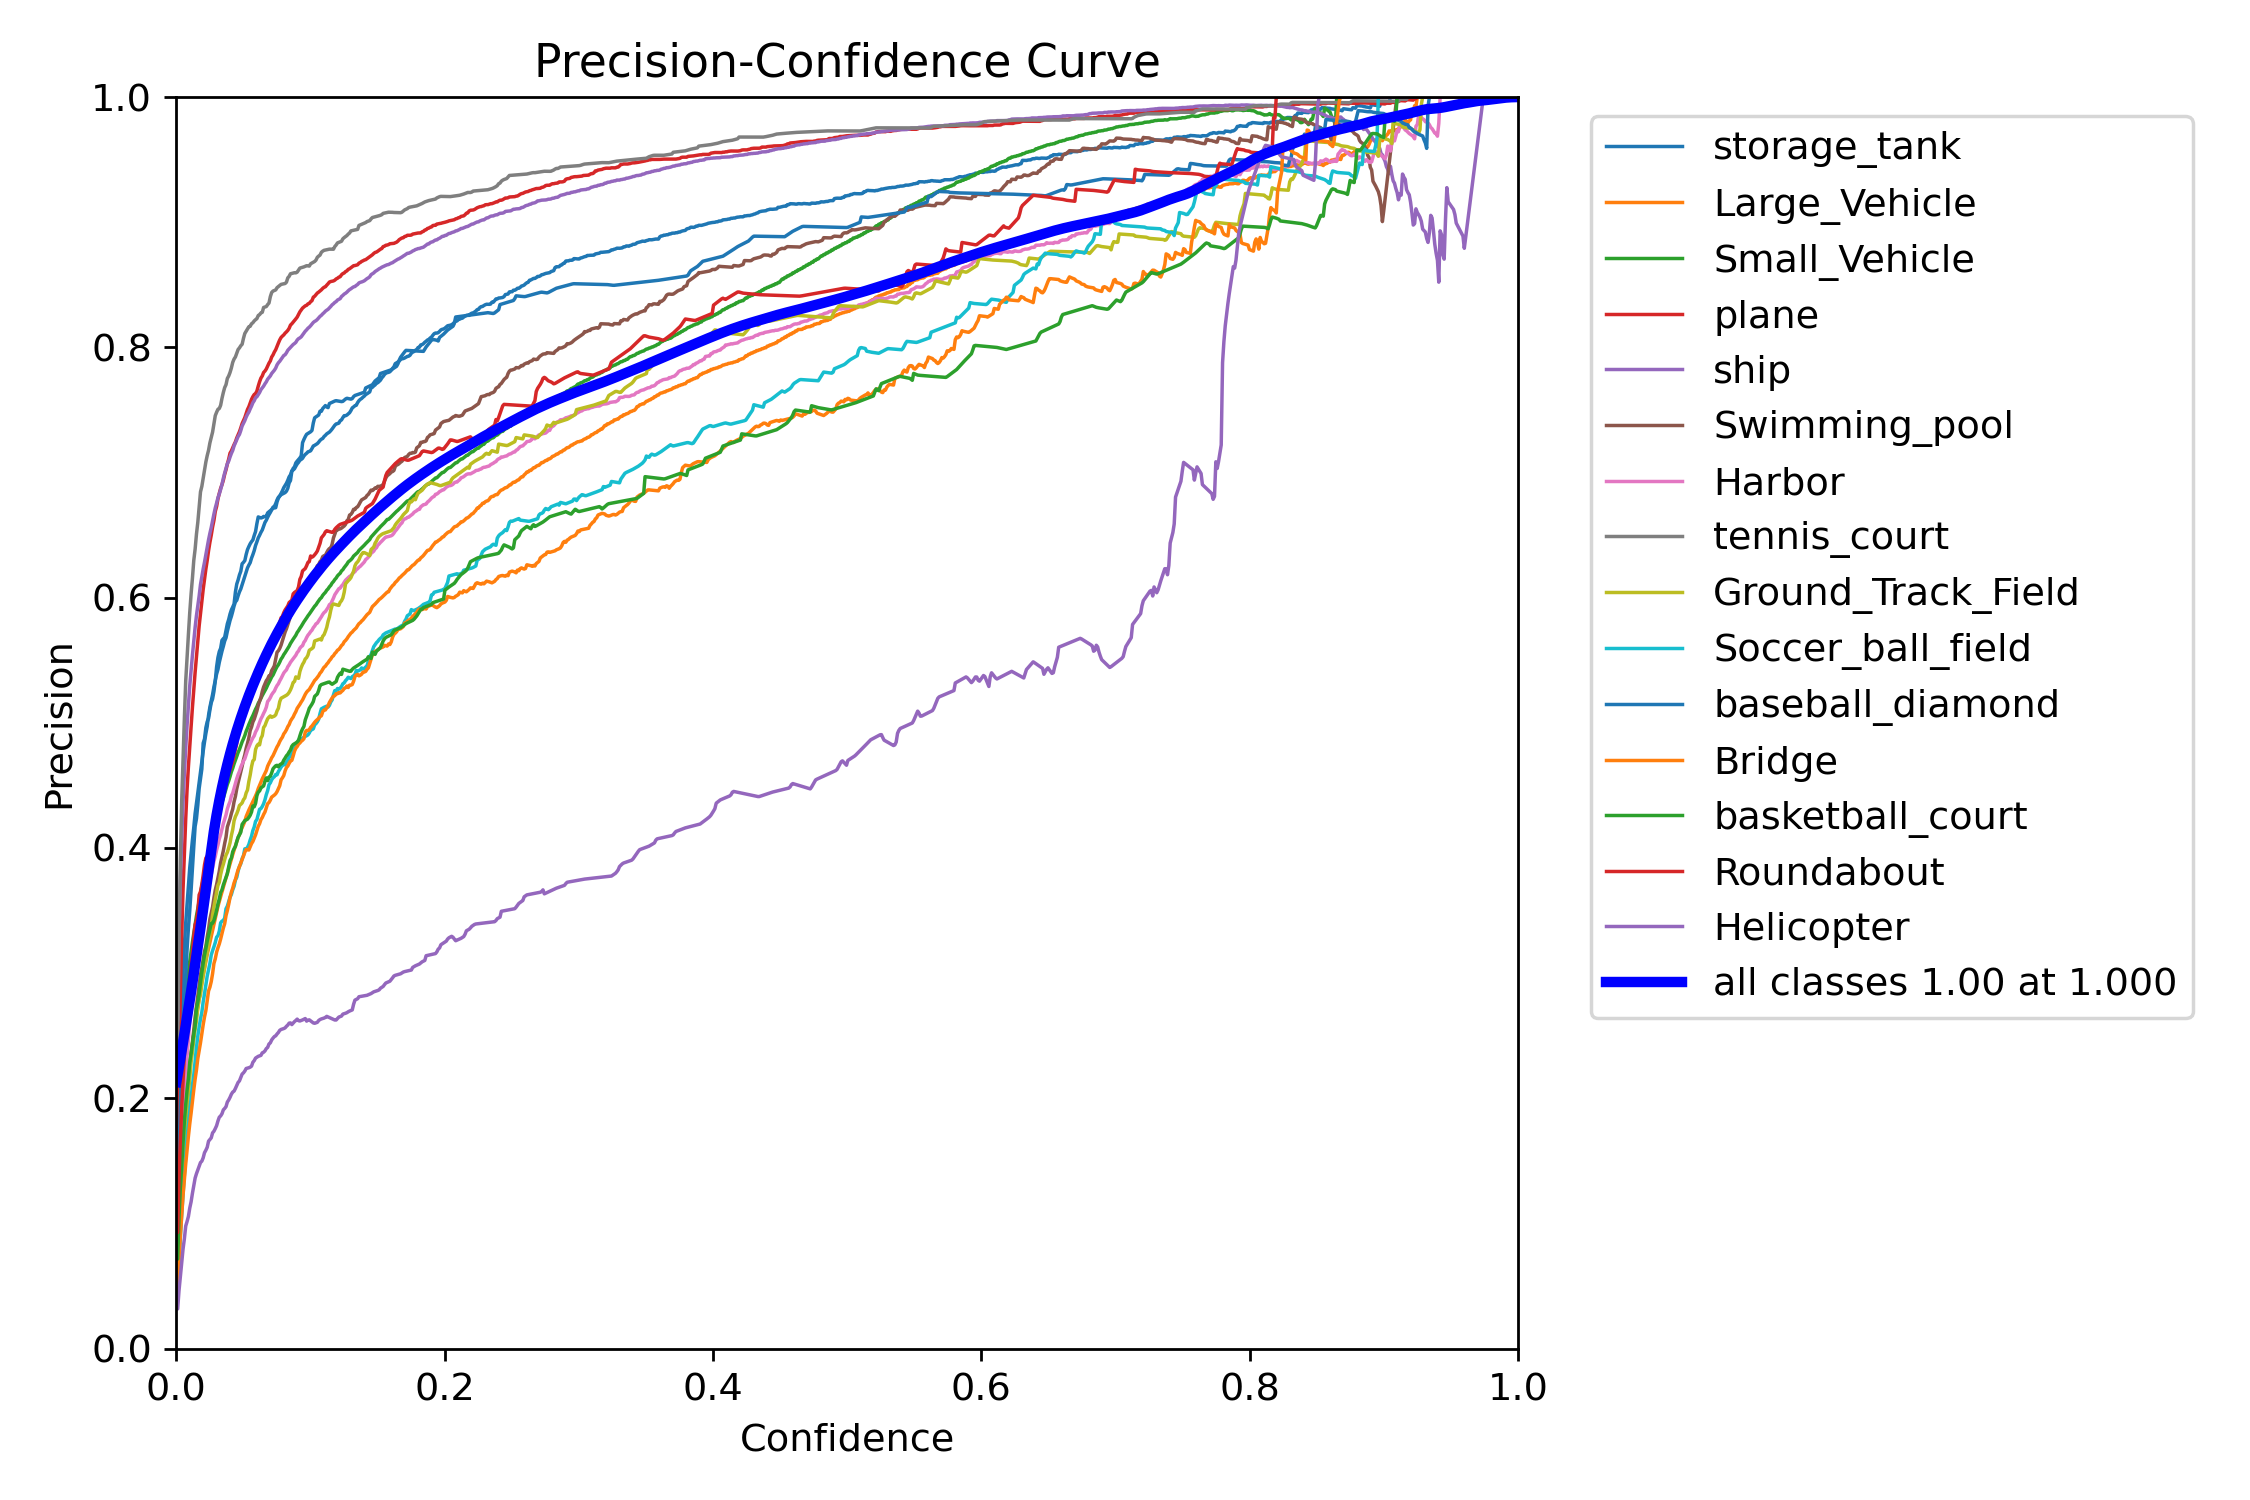 Precision-Confidence Curve
1.0
0.8
0.6
0.4
0.2
0.0
Precision
0.0 0.2 0.4 0.6 0.8 1.0
Confidence
storage_tank
Large_Vehicle
Small_Vehicle
plane
ship
Swimming_pool
Harbor
tennis_court
Ground_Track_Field
Soccer_ball_field
baseball_diamond
Bridge
basketball_court
Roundabout
Helicopter
all classes 1.00 at 1.000